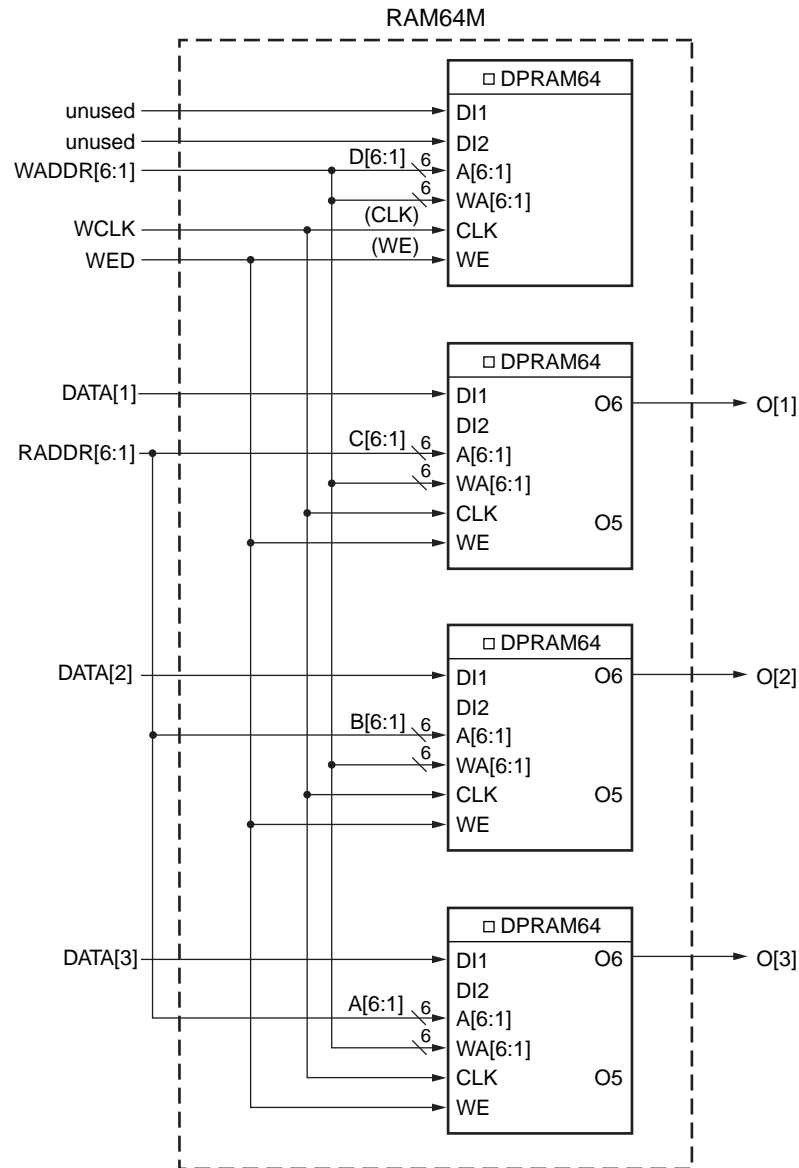 RAM64M
DPRAM64
unused
DI1
unused
DI2
WADDR[6:1]
D[6:1]
6
A[6:1]
6
WA[6:1]
WCLK
(CLK)
CLK
WED
(WE)
WE
DPRAM64
DATA[1]
DI1
O6
O[1]
DI2
RADDR[6:1]
C[6:1]
6
A[6:1]
6
WA[6:1]
CLK
O5
WE
DPRAM64
DATA[2]
DI1
O6
O[2]
DI2
B[6:1]
6
A[6:1]
6
WA[6:1]
CLK
O5
WE
DPRAM64
DATA[3]
DI1
O6
O[3]
DI2
A[6:1]
6
A[6:1]
6
WA[6:1]
CLK
O5
WE